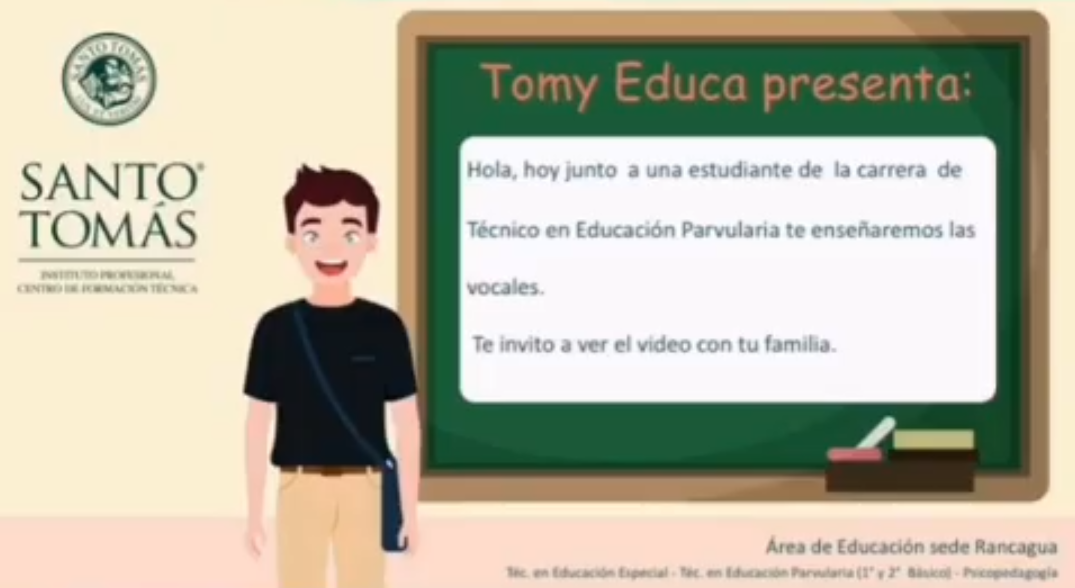 SANTO TOMÁS
SANTO
TOMÁS
INSTITUTO PROFESIONAL
CENTRO DE FORMACIÓN TÉCNICA
Tomy Educa presenta:
Hola, hoy junto a una estudiante de la carrera de
Técnico en Educación Parvularia te enseñaremos las
vocales.
Te invito a ver el video con tu familia.
Área de Educación sede Rancagua
Téc. en Educación Especial - Téc. en Educación Parvularia (1° y 2° Básico) - Psicopedagogía